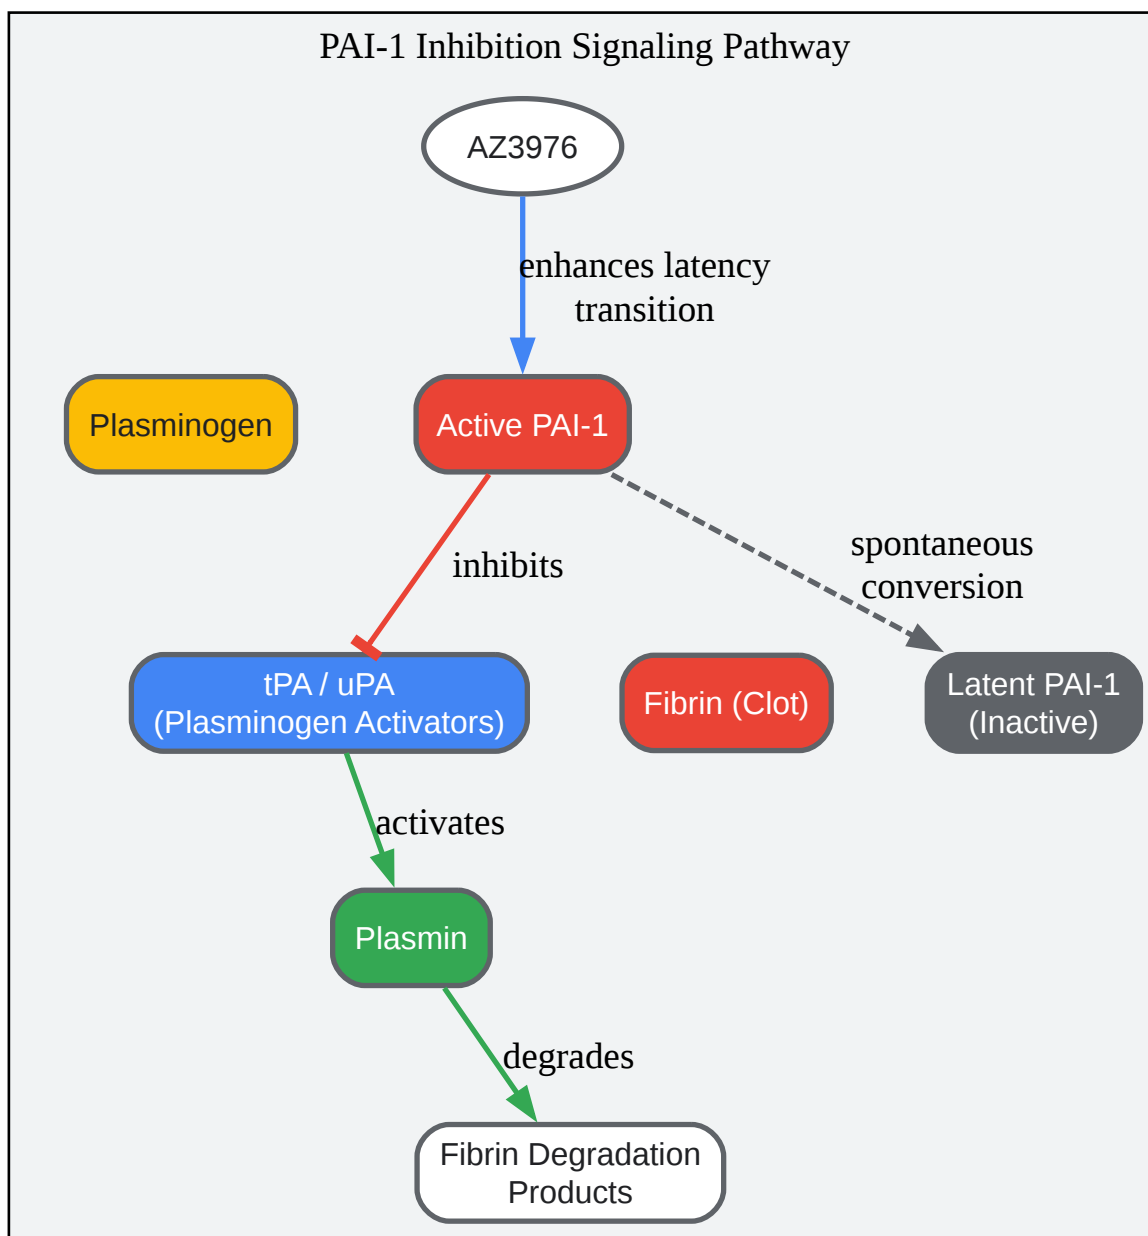 PAI-1 Inhibition Signaling Pathway
AZ3976
enhances latency
transition
Plasminogen
Active PAI-1
inhibits
spontaneous
conversion
tPA / uPA
(Plasminogen Activators)
Fibrin (Clot)
Latent PAI-1
(Inactive)
activates
Plasmin
degrades
Fibrin Degradation
Products